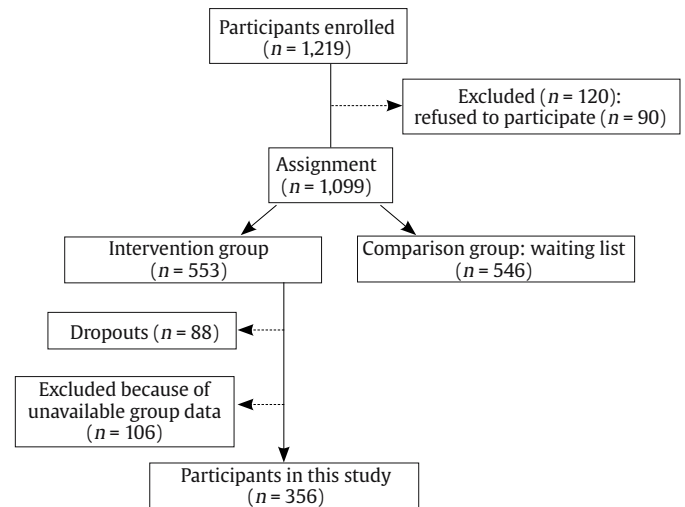 Participants enrolled
(n = 1,219)
Excluded (n = 120):
refused to participate (n = 90)
Assignment
(n = 1,099)
Intervention group
(n = 553)
Comparison group: waiting list
(n = 546)
Dropouts (n = 88)
Excluded because of
unavailable group data
(n = 106)
Participants in this study
(n = 356)